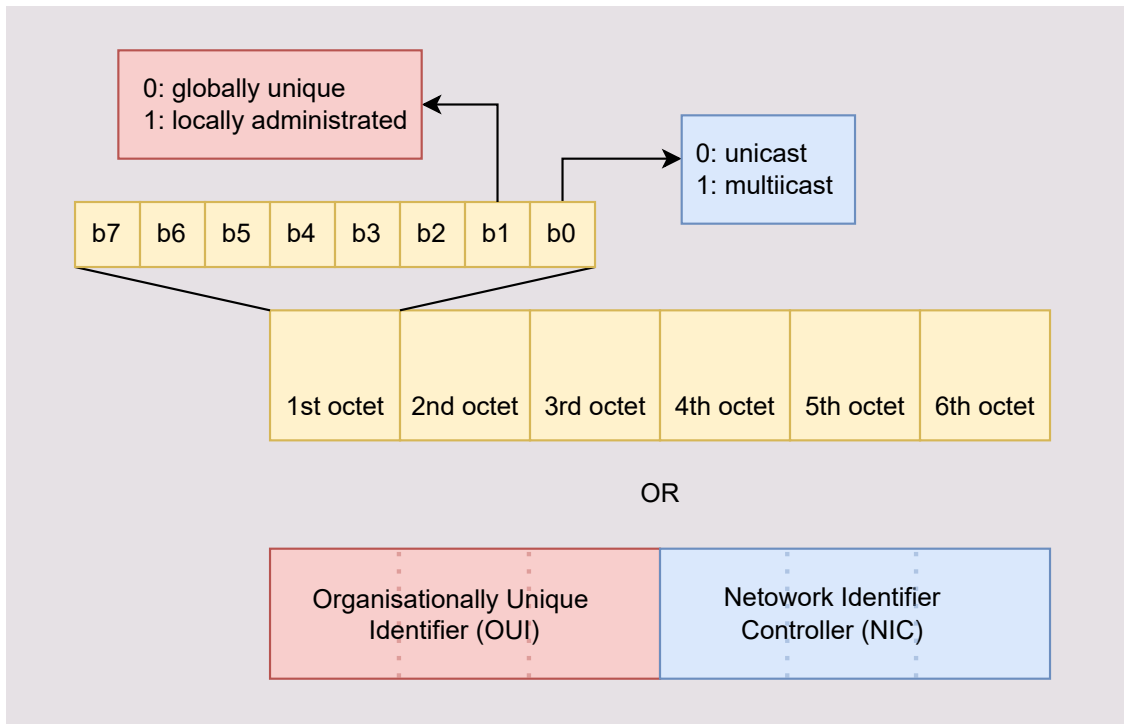 0: globally unique
1: locally administrated
0: unicast
1: multiicast
b7 b6 b5 b4 b3 b2 b1 b0
1st octet 2nd octet 3rd octet 4th octet 5th octet 6th octet
OR
Organisationally Unique
Identifier (OUI)
Netowork Identifier
Controller (NIC)